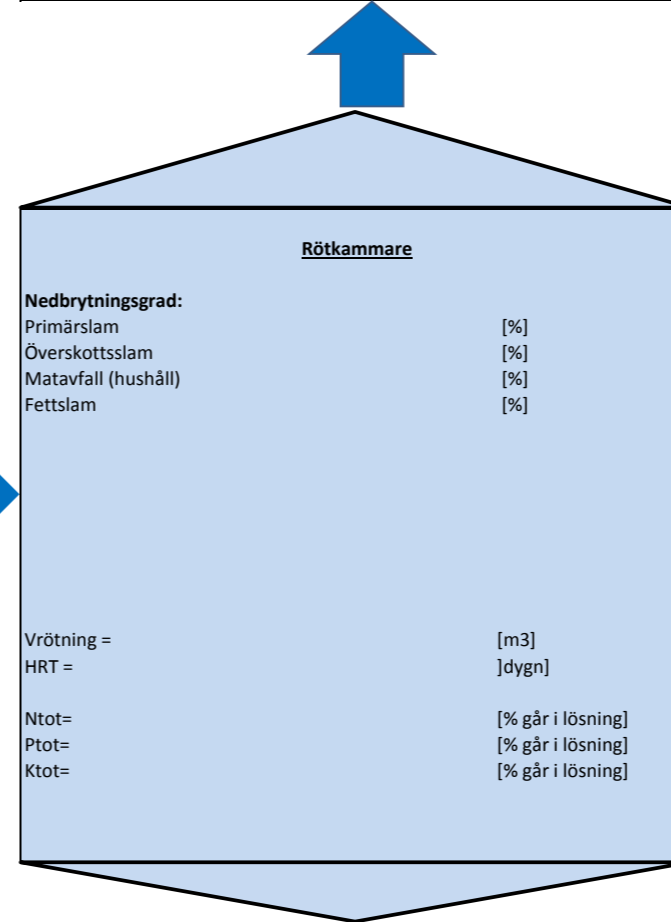 Rötkammare
Nedbrytningsgrad:
Primärslam [%]
Överskottsslam [%]
Matavfall (hushåll) [%]
Fettslam [%]
Vrötning = [m3]
HRT = ]dygn]
Ntot= [% går i lösning]
Ptot= [% går i lösning]
Ktot= [% går i lösning]